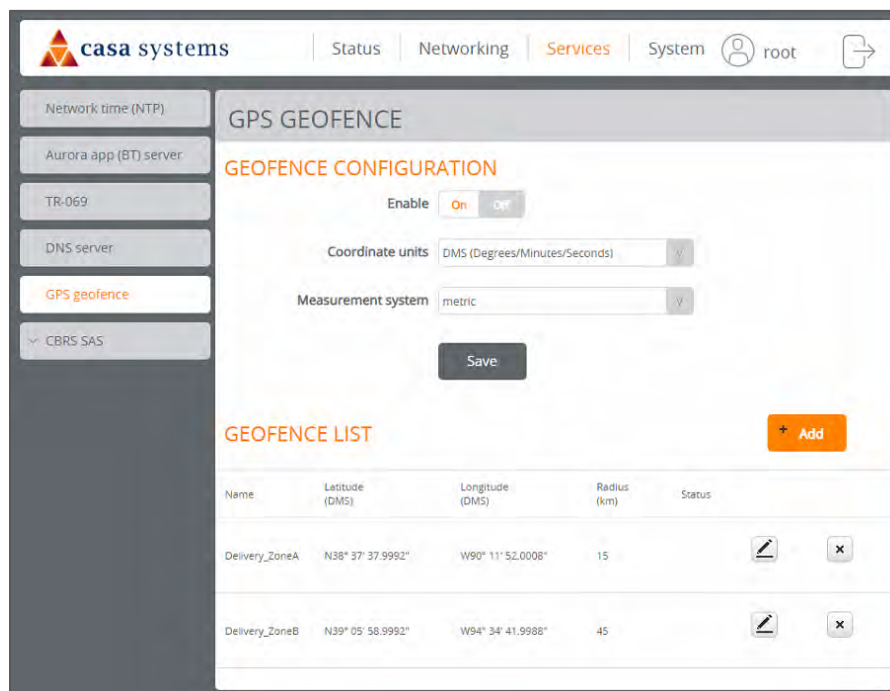 casa systems
Status Networking Services System root
Network time (NTP)
Aurora app (BT) server
TR-069
DNS server
GPS geofence
CBRS SAS
GPS GEOFENCE
GEOFENCE CONFIGURATION
Enable On Off
Coordinate units DMS (Degrees/Minutes/Seconds)
Measurement system metric
Save
GEOFENCE LIST
+ Add
Name Latitude (DMS) Longitude (DMS) Radius (km) Status
Delivery_ZoneA N38° 37' 37.9992" W90° 11' 52.0008" 15
Delivery_ZoneB N39° 05' 58.9992" W94° 34' 41.9988" 45